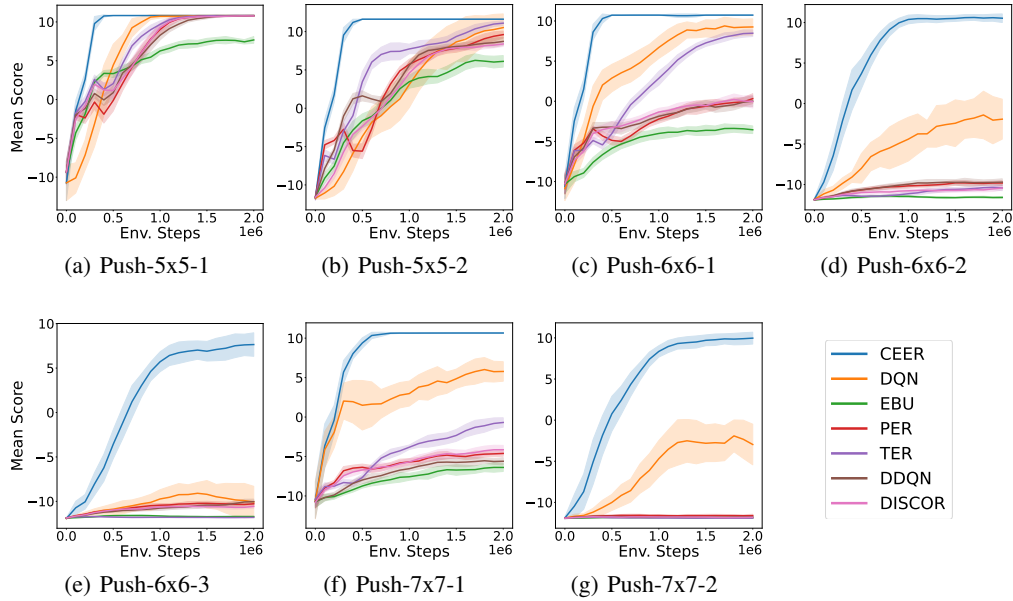 Mean Score
10
5
0
−5
−10
0.0 0.5 1.0 1.5 2.0
Env. Steps 1e6
(a) Push-5x5-1
10
5
0
−5
−10
0.0 0.5 1.0 1.5 2.0
Env. Steps 1e6
(b) Push-5x5-2
10
5
0
−5
−10
0.0 0.5 1.0 1.5 2.0
Env. Steps 1e6
(c) Push-6x6-1
10
5
0
−5
−10
0.0 0.5 1.0 1.5 2.0
Env. Steps 1e6
(d) Push-6x6-2
Mean Score
10
5
0
−5
−10
0.0 0.5 1.0 1.5 2.0
Env. Steps 1e6
(e) Push-6x6-3
10
5
0
−5
−10
0.0 0.5 1.0 1.5 2.0
Env. Steps 1e6
(f) Push-7x7-1
10
5
0
−5
−10
0.0 0.5 1.0 1.5 2.0
Env. Steps 1e6
(g) Push-7x7-2
CEER
DQN
EBU
PER
TER
DDQN
DISCOR